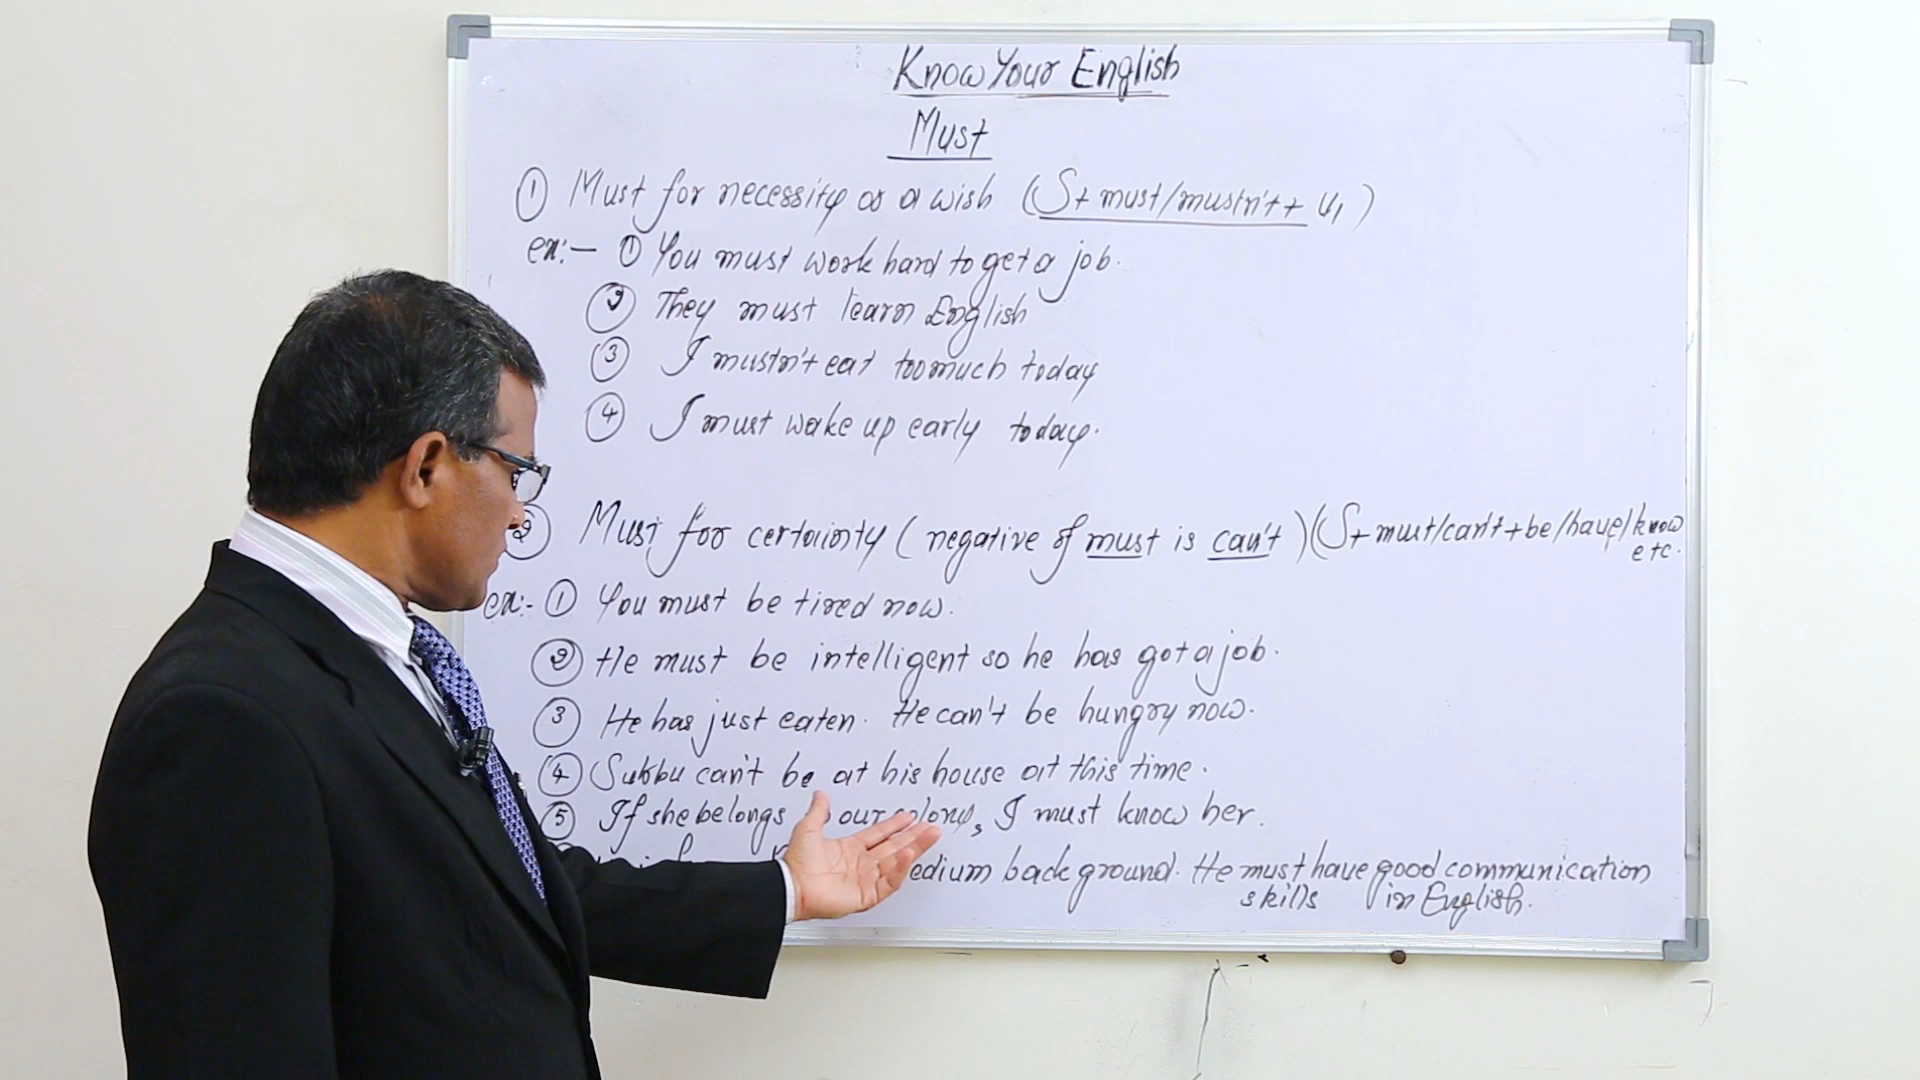 Know Your English
Must
① Must for necessity or a wish (S + must/mustn't + V1)
ex:- ① You must work hard to get a job.
② They must learn English
③ I mustn't eat too much today
④ I must wake up early today.
② Must for certainty (negative of must is can't) (S + must/can't + be/have/know
etc.
ex:- ① You must be tired now.
② He must be intelligent so he has got a job.
③ He has just eaten. He can't be hungry now.
④ Subbu can't be at his house at this time.
⑤ If she belongs our colony, I must know her.
background. He must have good communication
skills in English.